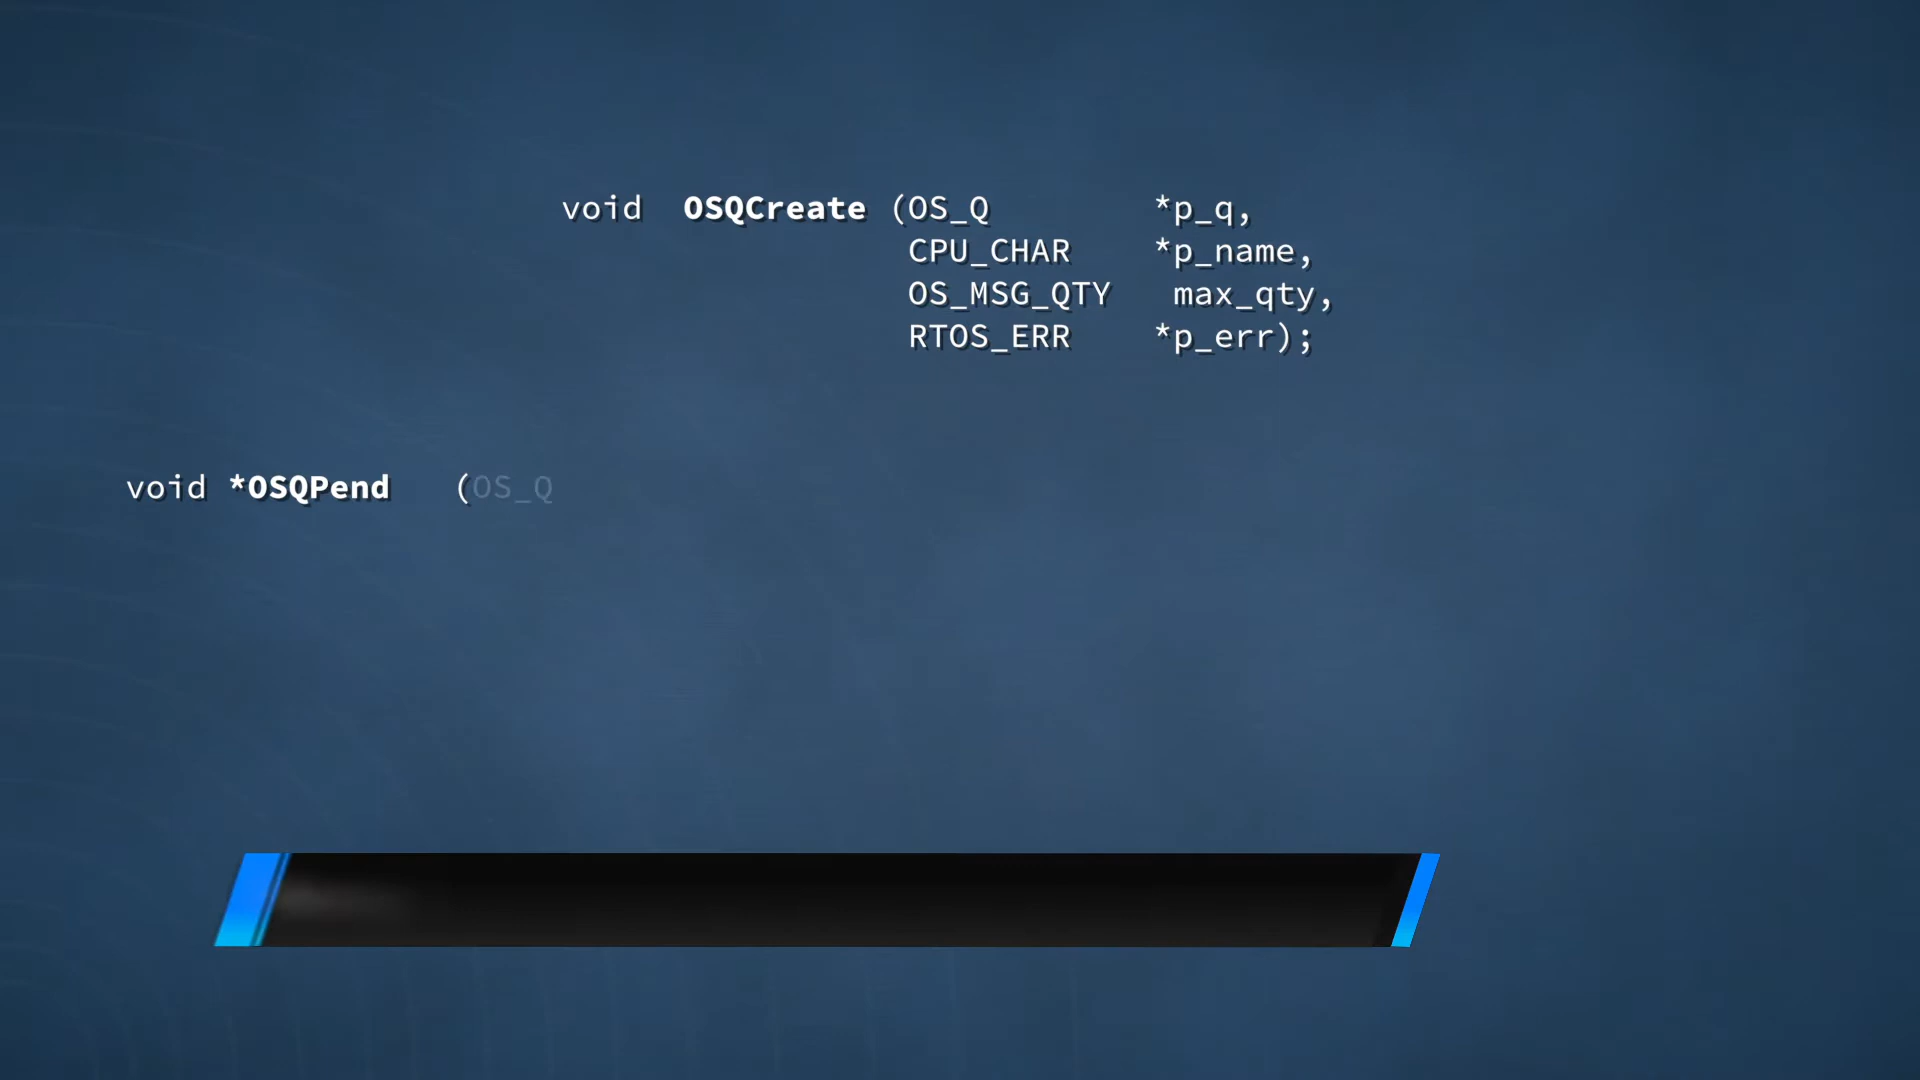 void  OSQCreate (OS_Q        *p_q,
                 CPU_CHAR    *p_name,
                 OS_MSG_QTY   max_qty,
                 RTOS_ERR    *p_err);
void *OSQPend   (OS_Q